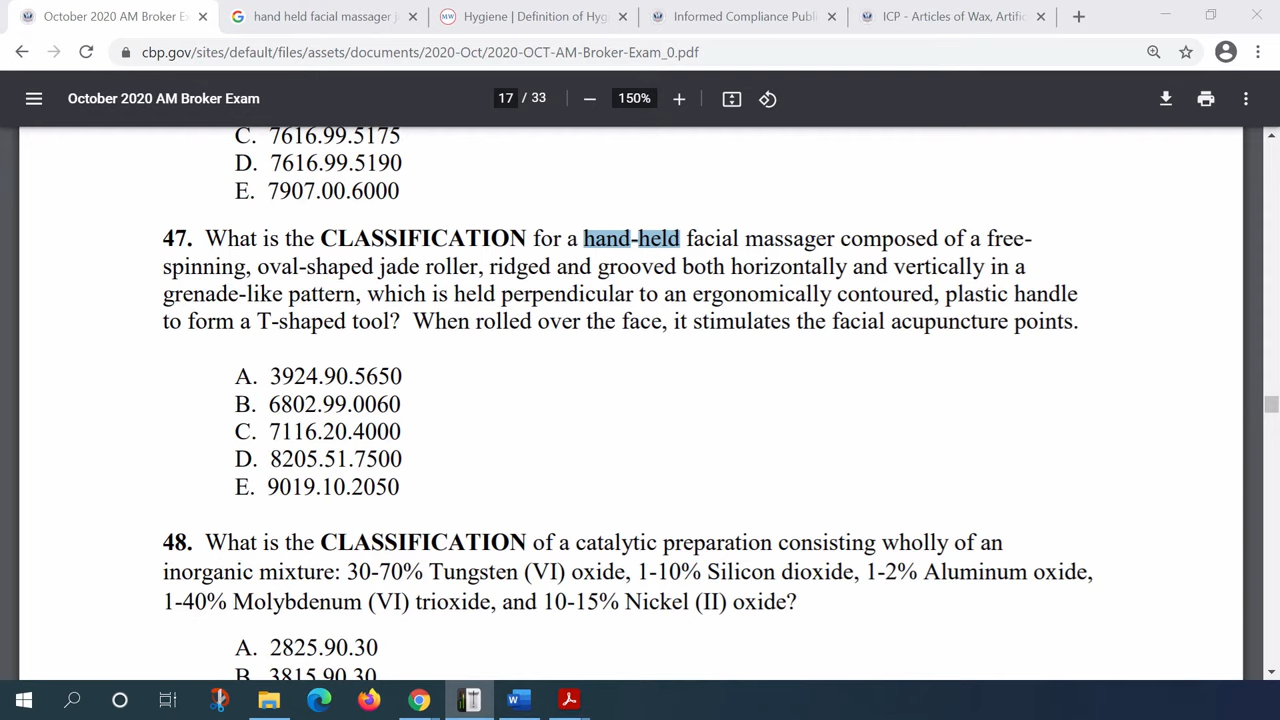 October 2020 AM Broker E
hand held facial massager j
Hygiene | Definition of Hyg
Informed Compliance Publ
ICP - Articles of Wax, Artific
cbp.gov/sites/default/files/assets/documents/2020-Oct/2020-OCT-AM-Broker-Exam_0.pdf
October 2020 AM Broker Exam
17 / 33
150%
C. 7616.99.5175
D. 7616.99.5190
E. 7907.00.6000
47. What is the CLASSIFICATION for a hand-held facial massager composed of a free-
spinning, oval-shaped jade roller, ridged and grooved both horizontally and vertically in a
grenade-like pattern, which is held perpendicular to an ergonomically contoured, plastic handle
to form a T-shaped tool? When rolled over the face, it stimulates the facial acupuncture points.
A. 3924.90.5650
B. 6802.99.0060
C. 7116.20.4000
D. 8205.51.7500
E. 9019.10.2050
48. What is the CLASSIFICATION of a catalytic preparation consisting wholly of an
inorganic mixture: 30-70% Tungsten (VI) oxide, 1-10% Silicon dioxide, 1-2% Aluminum oxide,
1-40% Molybdenum (VI) trioxide, and 10-15% Nickel (II) oxide?
A. 2825.90.30
B. 3815.90.30